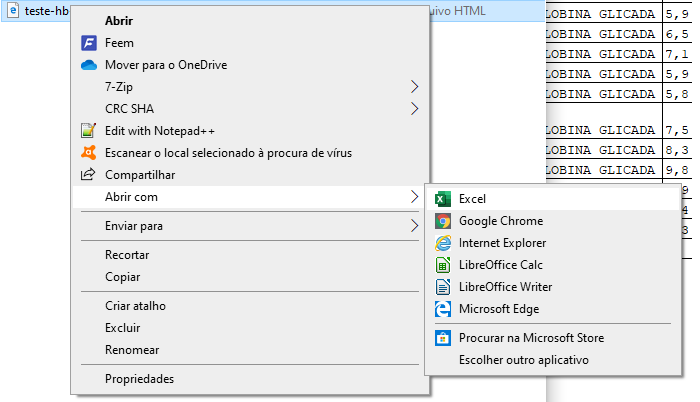 teste-hb
uivo HTML
Abrir
Feem
Mover para o OneDrive
7-Zip
CRC SHA
Edit with Notepad++
Escanear o local selecionado à procura de vírus
Compartilhar
Abrir com
Enviar para
Recortar
Copiar
Criar atalho
Excluir
Renomear
Propriedades
Excel
Google Chrome
Internet Explorer
LibreOffice Calc
LibreOffice Writer
Microsoft Edge
Procurar na Microsoft Store
Escolher outro aplicativo
LOBINA GLICADA 5,9
LOBINA GLICADA 6,5
LOBINA GLICADA 7,1
LOBINA GLICADA 5,9
LOBINA GLICADA 5,8
LOBINA GLICADA 7,5
LOBINA GLICADA 8,3
LOBINA GLICADA 9,8
9
4
3